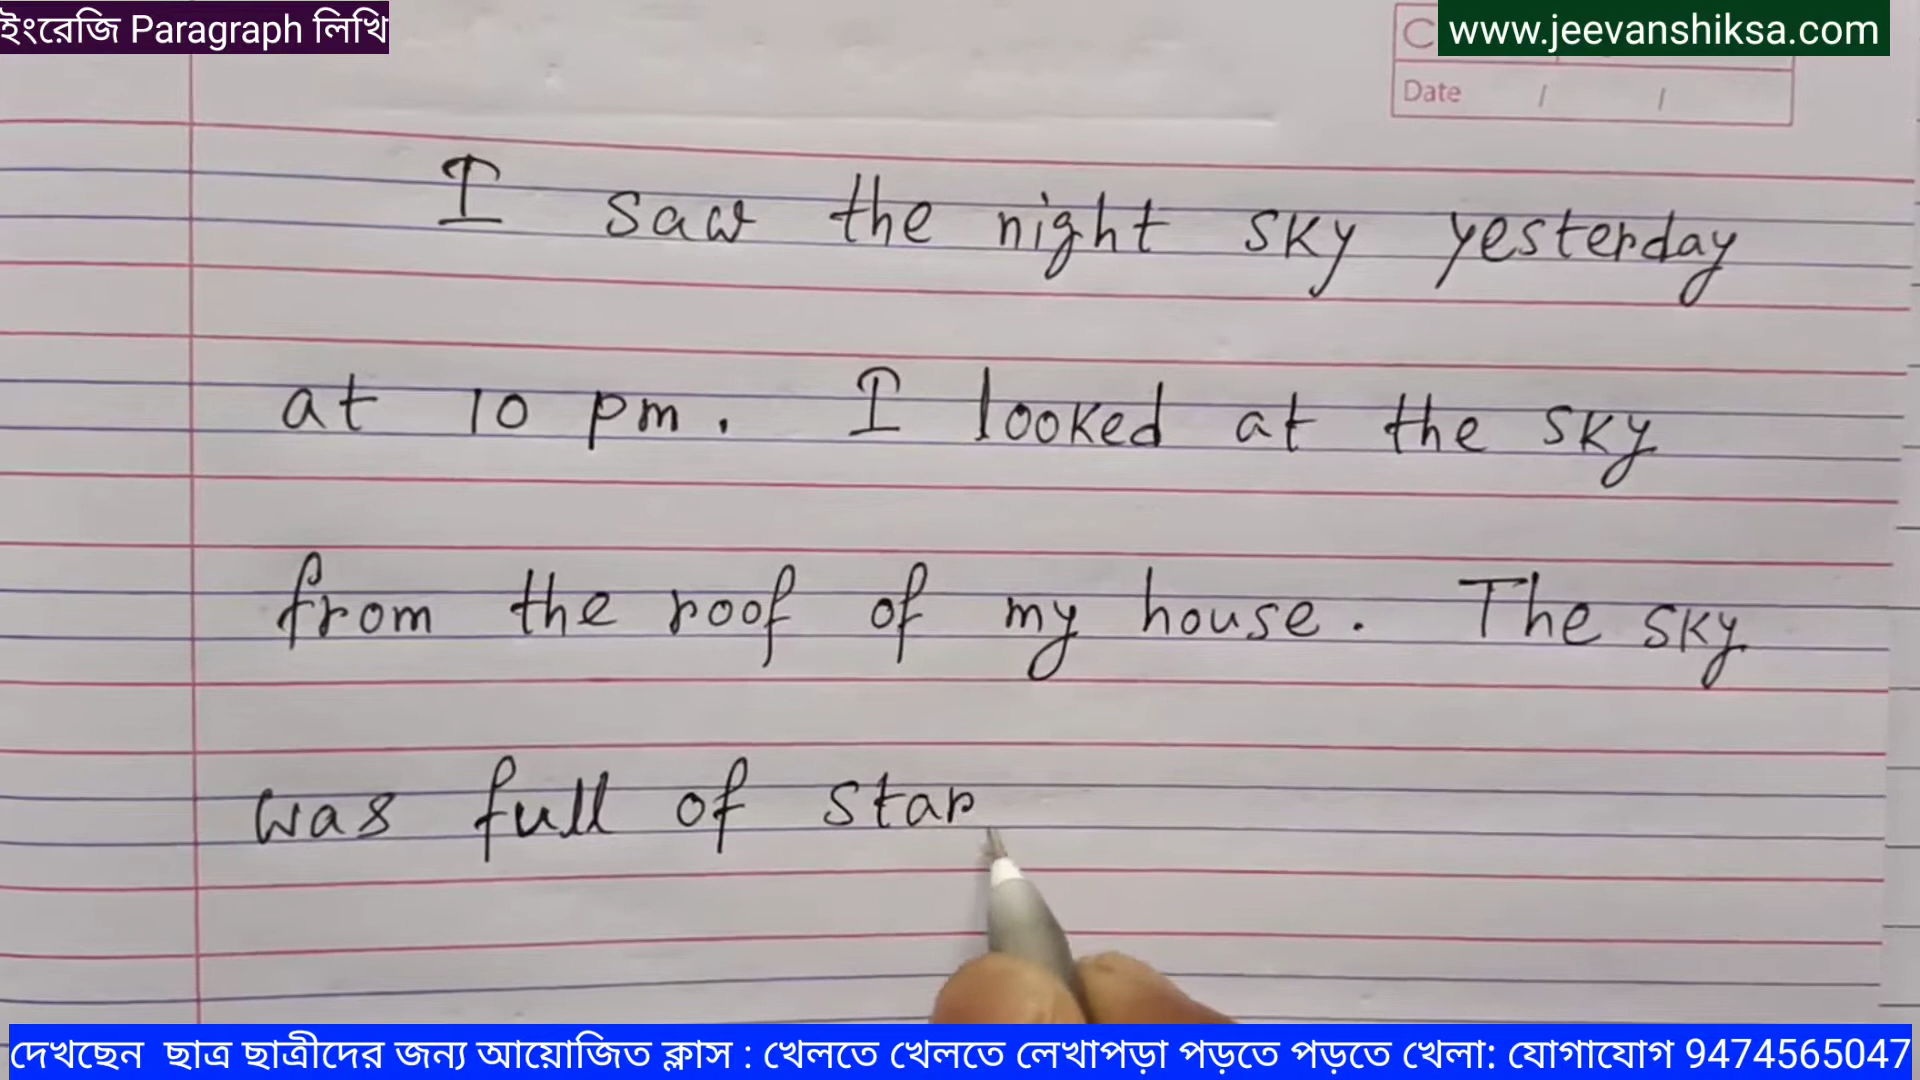 ইংরেজি Paragraph লিখি
www.jeevanshiksa.com
Date / /
I saw the night sky yesterday
at 10 pm. I looked at the sky
from the roof of my house. The sky
was full of star
দেখছেন ছাত্র ছাত্রীদের জন্য আয়োজিত ক্লাস : খেলতে খেলতে লেখাপড়া পড়তে পড়তে খেলা: যোগাযোগ 9474565047